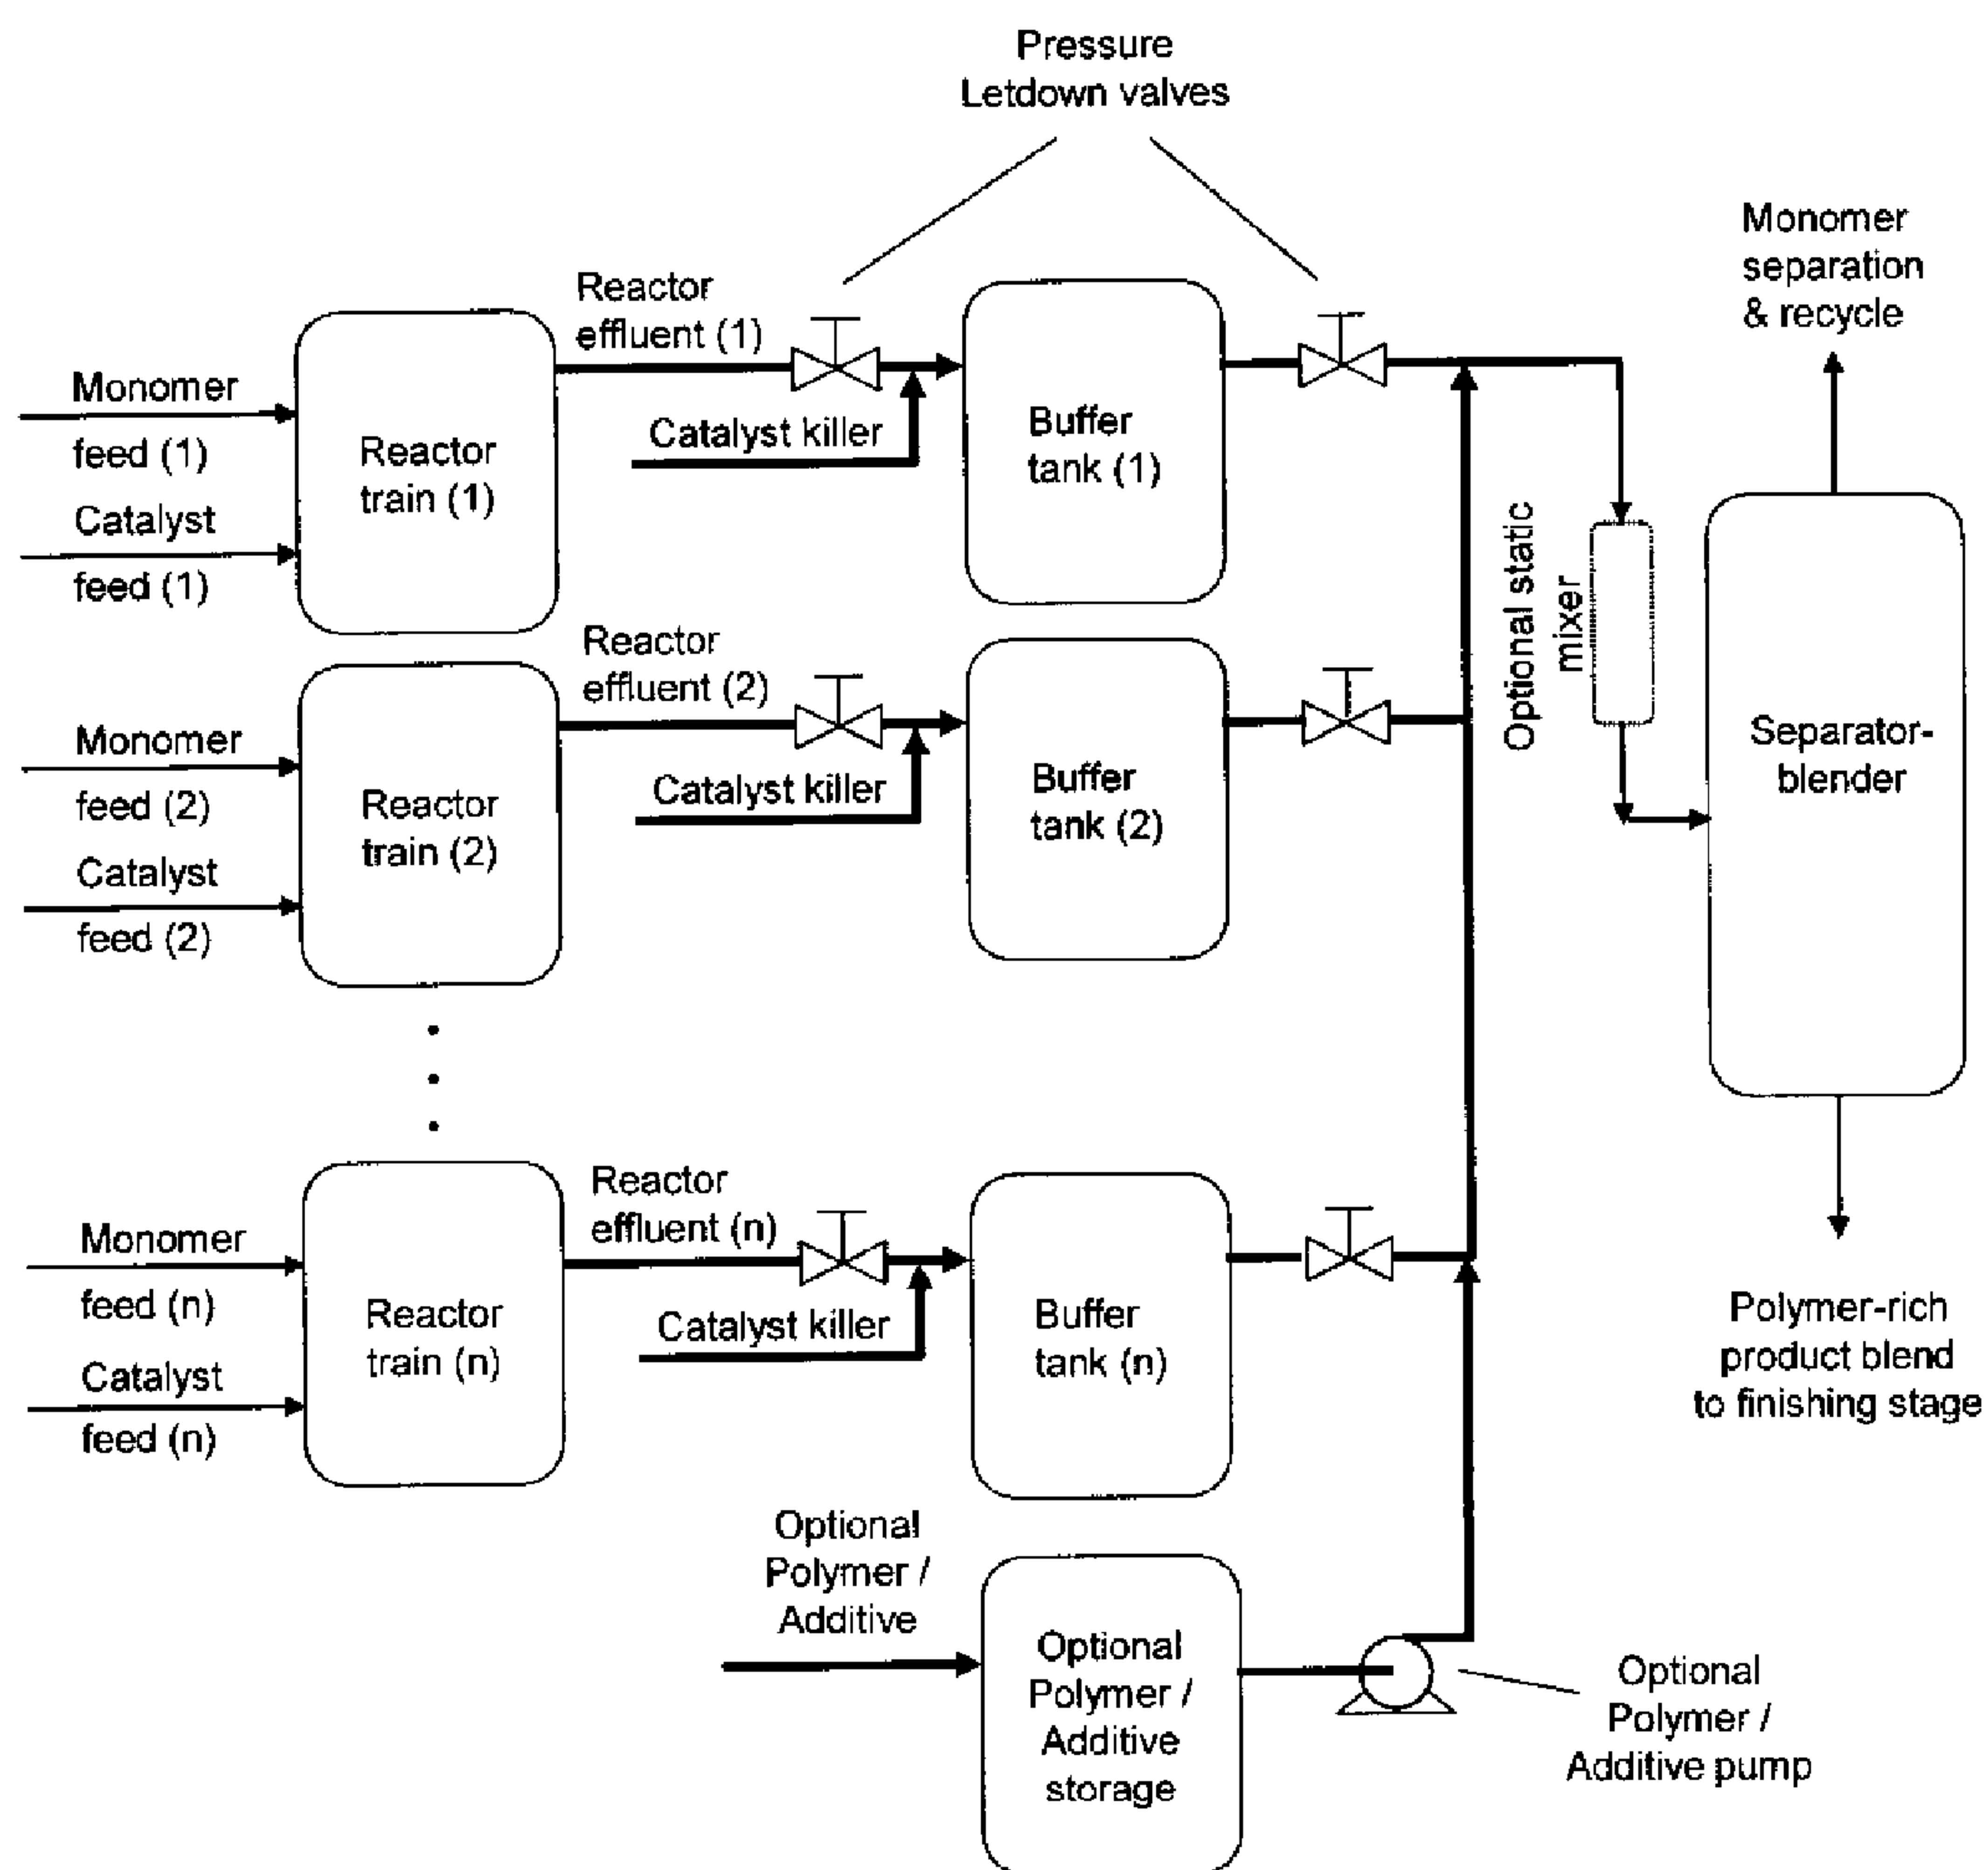 Pressure
Letdown valves
Monomer
separation
& recycle
Reactor
effluent (1)
Monomer
feed (1)
Catalyst
feed (1)
Reactor
train (1)
Catalyst killer
Buffer
tank (1)
Optional static
mixer
Separator-
blender
Reactor
effluent (2)
Monomer
feed (2)
Catalyst
feed (2)
Reactor
train (2)
Catalyst killer
Buffer
tank (2)
Reactor
effluent (n)
Monomer
feed (n)
Catalyst
feed (n)
Reactor
train (n)
Catalyst killer
Buffer
tank (n)
Polymer-rich
product blend
to finishing stage
Optional
Polymer /
Additive
Optional
Polymer /
Additive
storage
Optional
Polymer /
Additive pump